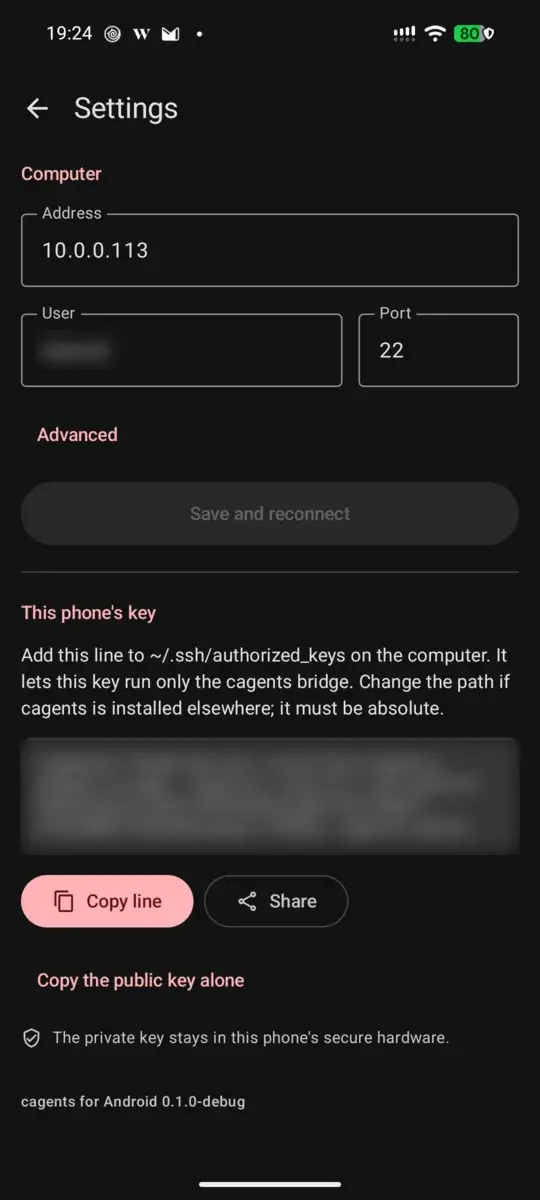 19:24
80
Settings
Computer
Address
10.0.0.113
User
Port
22
Advanced
Save and reconnect
This phone's key
Add this line to ~/.ssh/authorized_keys on the computer. It
lets this key run only the cagents bridge. Change the path if
cagents is installed elsewhere; it must be absolute.
Copy line
Share
Copy the public key alone
The private key stays in this phone's secure hardware.
cagents for Android 0.1.0-debug